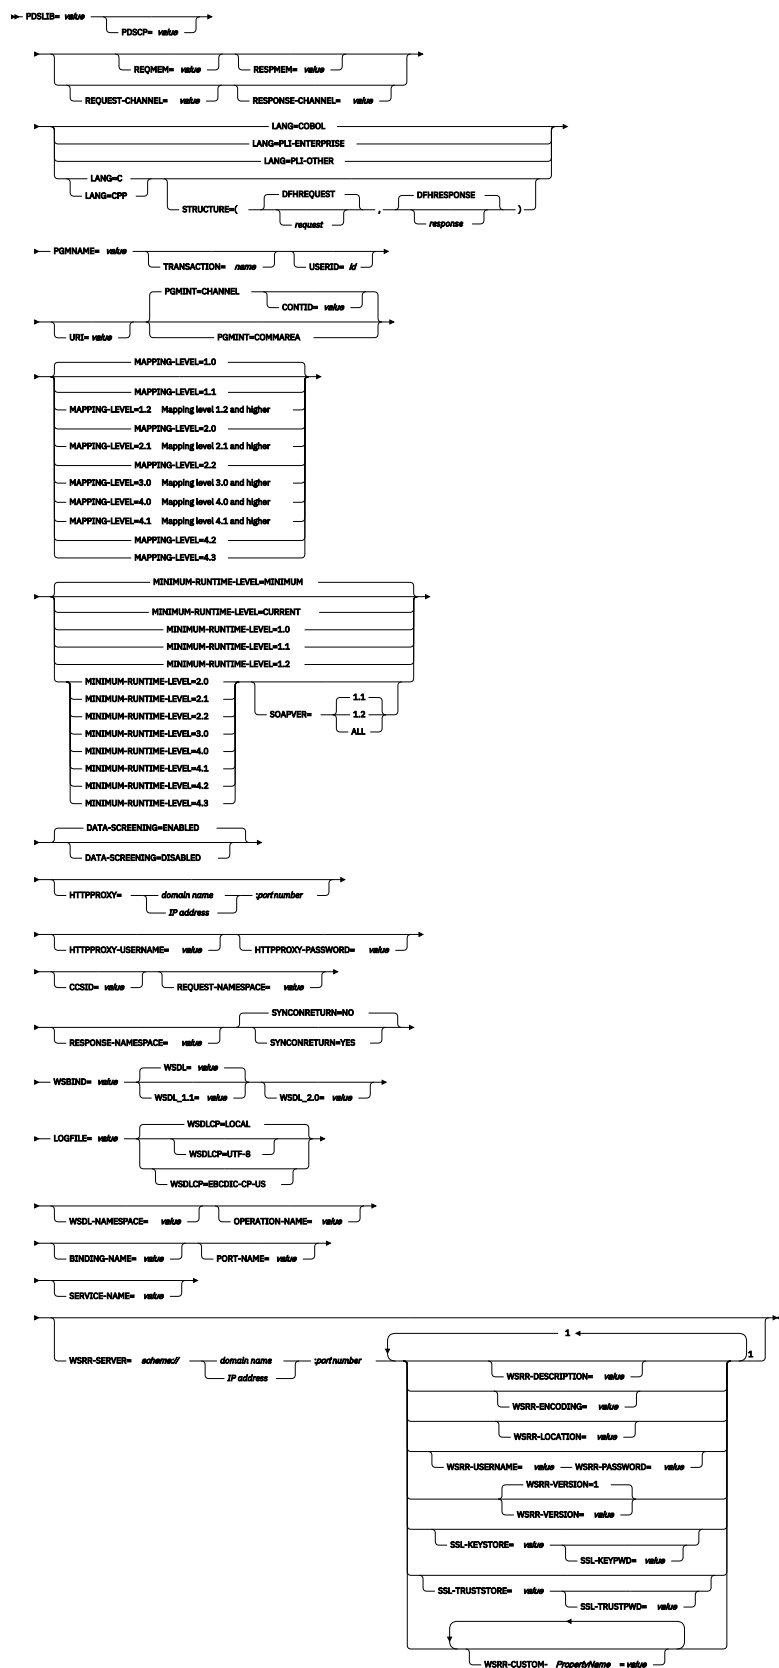 PDSLIB= value
PDSCP= value
REQMEM= value RESPMEM= value
REQUEST-CHANNEL= value RESPONSE-CHANNEL= value
LANG=COBOL
LANG=PLI-ENTERPRISE
LANG=PLI-OTHER
LANG=C
LANG=CPP
DFHREQUEST DFHRESPONSE
STRUCTURE=( , )
request response
PGMNAME= value
TRANSACTION= name USERID= id
PGMINT=CHANNEL
CONTID= value
URI= value PGMINT=COMMAREA
MAPPING-LEVEL=1.0
MAPPING-LEVEL=1.1
MAPPING-LEVEL=1.2 Mapping level 1.2 and higher
MAPPING-LEVEL=2.0
MAPPING-LEVEL=2.1 Mapping level 2.1 and higher
MAPPING-LEVEL=2.2
MAPPING-LEVEL=3.0 Mapping level 3.0 and higher
MAPPING-LEVEL=4.0 Mapping level 4.0 and higher
MAPPING-LEVEL=4.1 Mapping level 4.1 and higher
MAPPING-LEVEL=4.2
MAPPING-LEVEL=4.3
MINIMUM-RUNTIME-LEVEL=MINIMUM
MINIMUM-RUNTIME-LEVEL=CURRENT
MINIMUM-RUNTIME-LEVEL=1.0
MINIMUM-RUNTIME-LEVEL=1.1
MINIMUM-RUNTIME-LEVEL=1.2
MINIMUM-RUNTIME-LEVEL=2.0
MINIMUM-RUNTIME-LEVEL=2.1 1.1
MINIMUM-RUNTIME-LEVEL=2.2 SOAPVER= 1.2
MINIMUM-RUNTIME-LEVEL=3.0 ALL
MINIMUM-RUNTIME-LEVEL=4.0
MINIMUM-RUNTIME-LEVEL=4.1
MINIMUM-RUNTIME-LEVEL=4.2
MINIMUM-RUNTIME-LEVEL=4.3
DATA-SCREENING=ENABLED
DATA-SCREENING=DISABLED
HTTPPROXY= domain name :port number
IP address
HTTPPROXY-USERNAME= value HTTPPROXY-PASSWORD= value
CCSID= value REQUEST-NAMESPACE= value
SYNCONRETURN=NO
RESPONSE-NAMESPACE= value SYNCONRETURN=YES
WSDL= value
WSBIND= value
WSDL_1.1= value WSDL_2.0= value
WSDLCP=LOCAL
LOGFILE= value
WSDLCP=UTF-8
WSDLCP=EBCDIC-CP-US
WSDL-NAMESPACE= value OPERATION-NAME= value
BINDING-NAME= value PORT-NAME= value
SERVICE-NAME= value
1
1
WSRR-SERVER= scheme:// domain name :port number
IP address
WSRR-DESCRIPTION= value
WSRR-ENCODING= value
WSRR-LOCATION= value
WSRR-USERNAME= value WSRR-PASSWORD= value
WSRR-VERSION=1
WSRR-VERSION= value
SSL-KEYSTORE= value
SSL-KEYPWD= value
SSL-TRUSTSTORE= value
SSL-TRUSTPWD= value
WSRR-CUSTOM- PropertyName = value